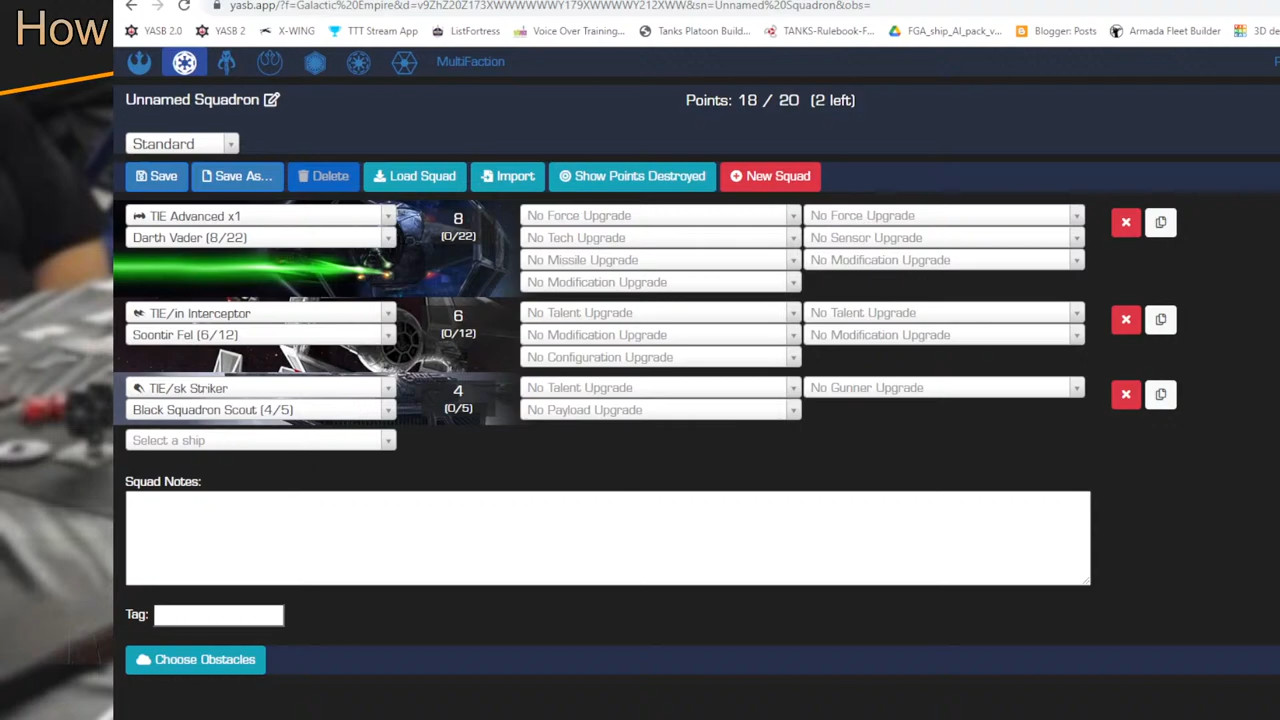 How
yasb.app/?f=Galactic%20Empire&d=v9ZhZ20Z173XWWWWWWY179XWWWWY212XWW&sn=Unnamed%20Squadron&obs=
YASB 2.0 YASB 2 X-WING TTT Stream App ListFortress Voice Over Training... Tanks Platoon Build... TANKS-Rulebook-F... FGA_ship_AI_pack_v... Blogger: Posts Armada Fleet Builder 3D de
MultiFaction
Unnamed Squadron Points: 18 / 20 (2 left)
Standard
Save Save As... Delete Load Squad Import Show Points Destroyed New Squad
TIE Advanced x1 8 No Force Upgrade No Force Upgrade
Darth Vader (8/22) (0/22) No Tech Upgrade No Sensor Upgrade
No Missile Upgrade No Modification Upgrade
No Modification Upgrade
TIE/in Interceptor 6 No Talent Upgrade No Talent Upgrade
Soontir Fel (6/12) (0/12) No Modification Upgrade No Modification Upgrade
No Configuration Upgrade
TIE/sk Striker 4 No Talent Upgrade No Gunner Upgrade
Black Squadron Scout (4/5) (0/5) No Payload Upgrade
Select a ship
Squad Notes:
Tag:
Choose Obstacles